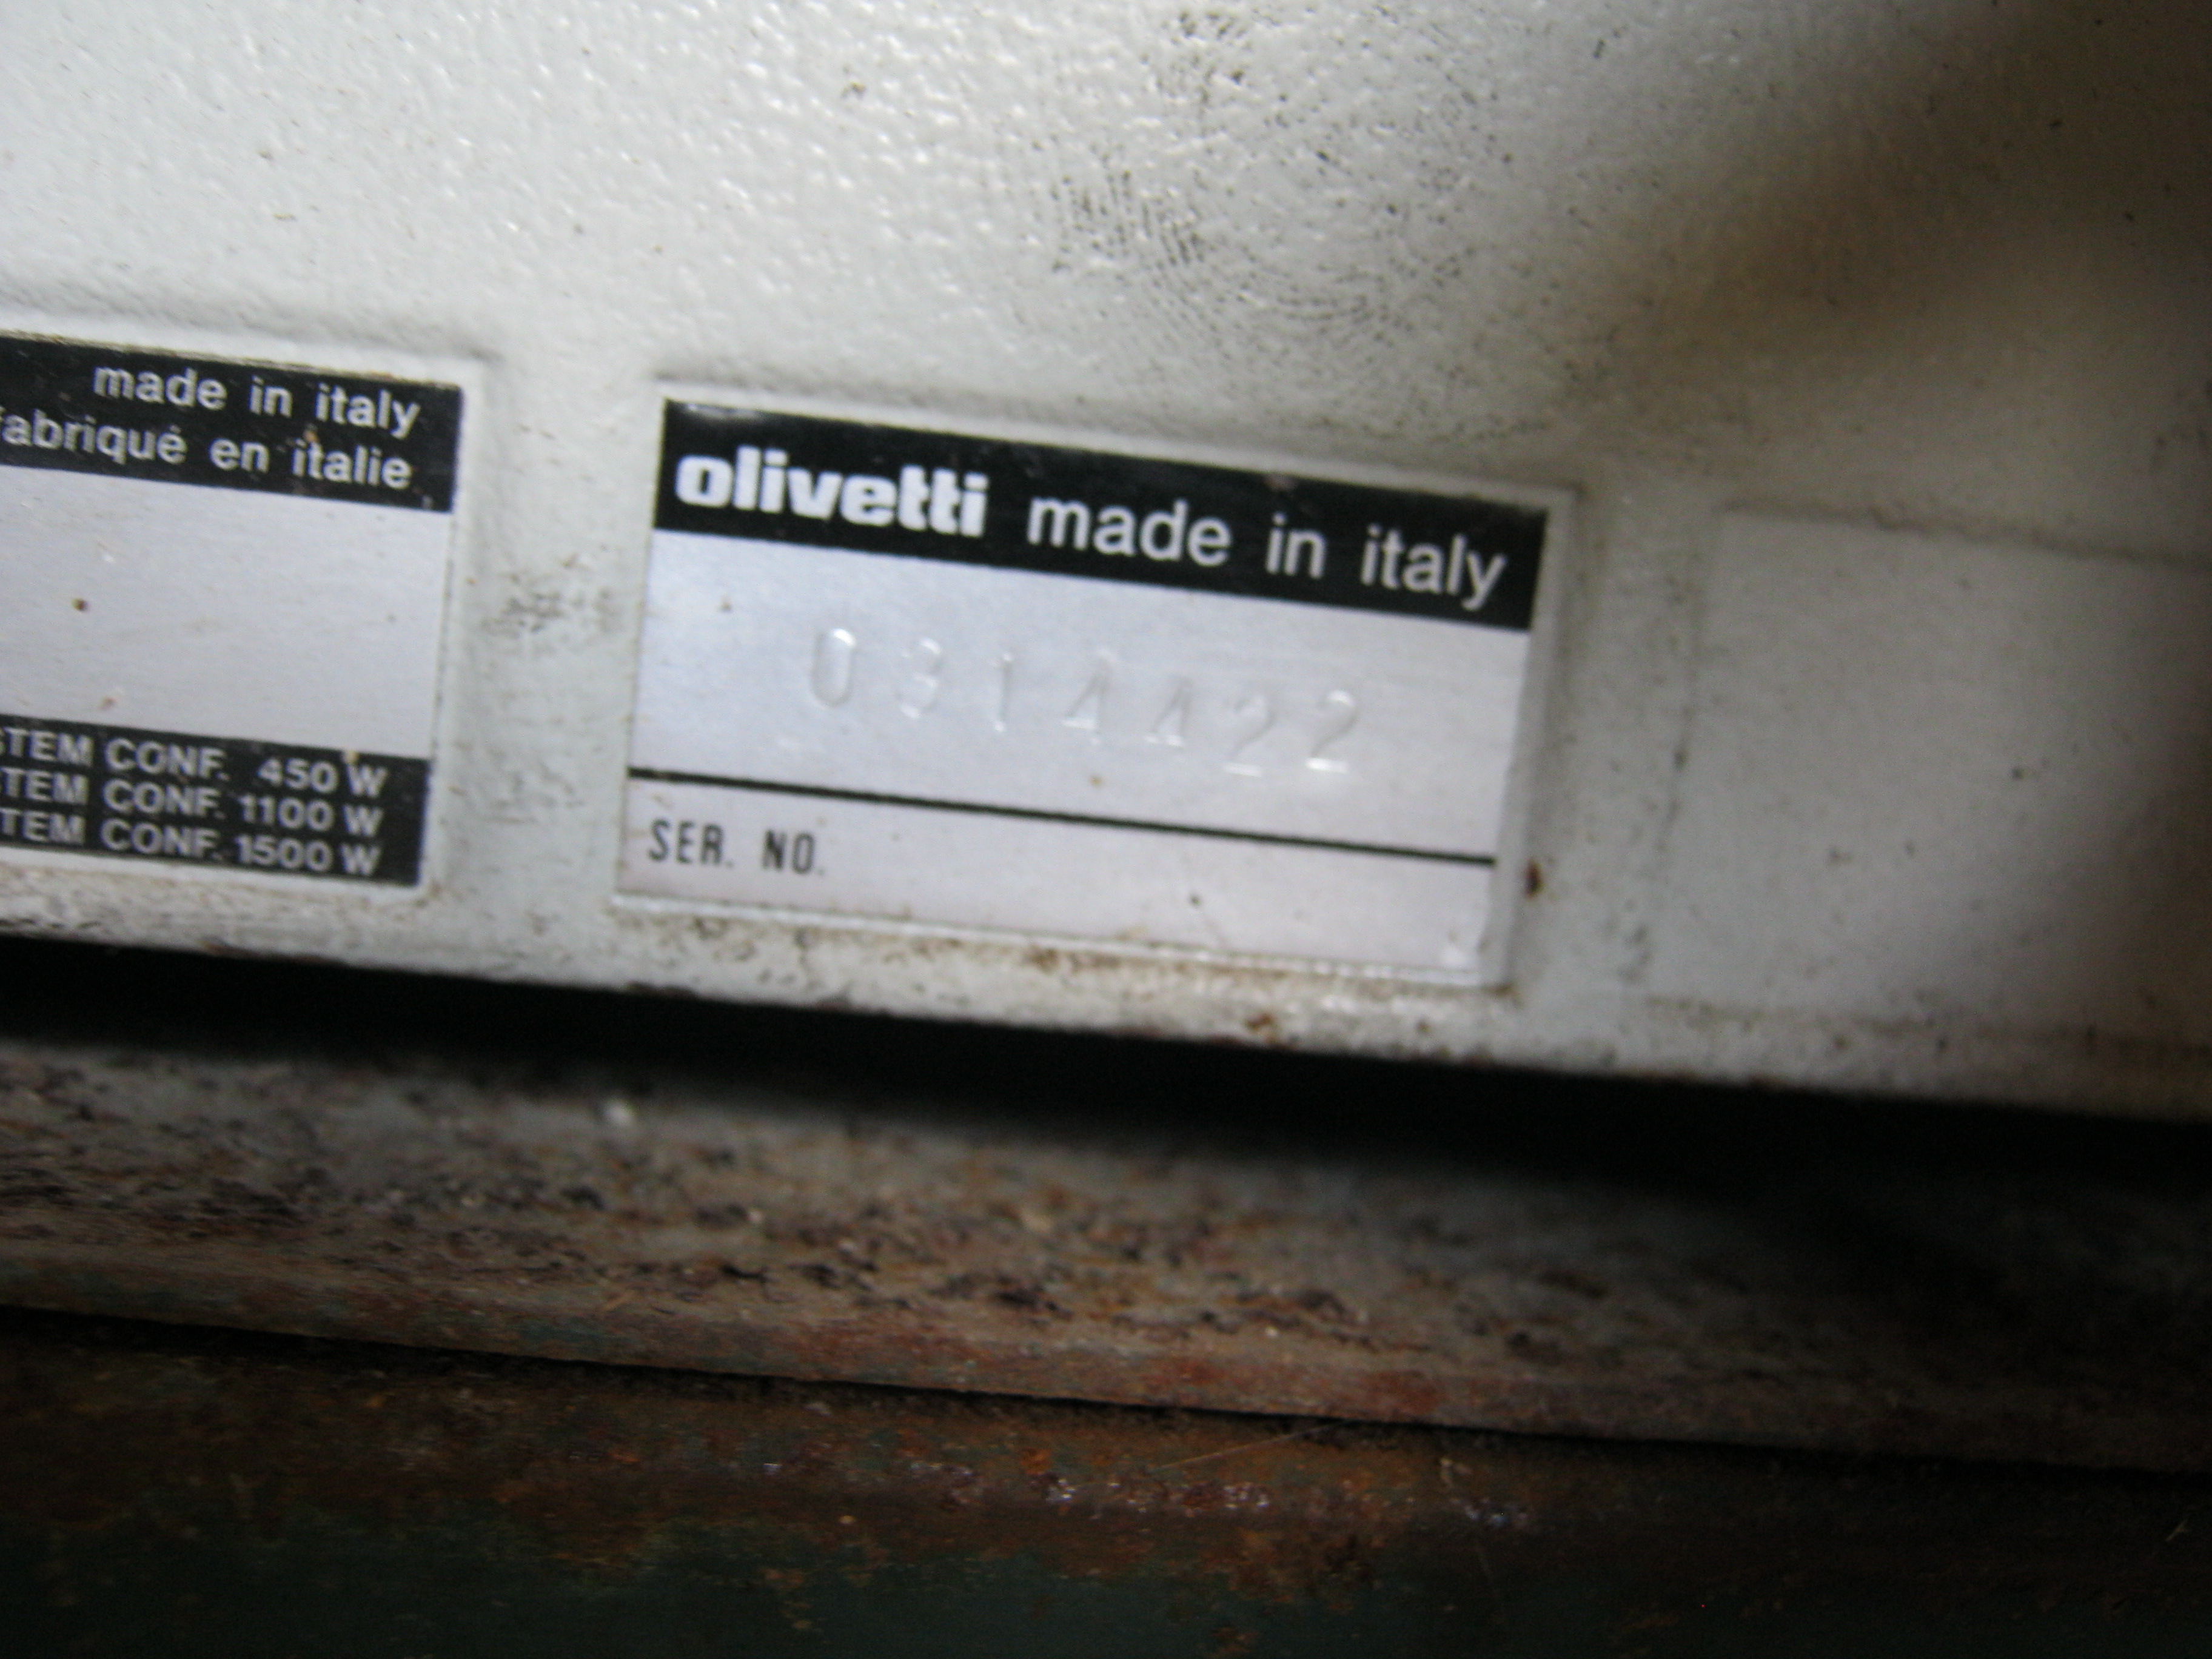 made in italy
fabriqué en italie
STEM CONF. 450 W
STEM CONF. 1100 W
TEM CONF. 1500 W
olivetti made in italy
0314422
SER. NO.